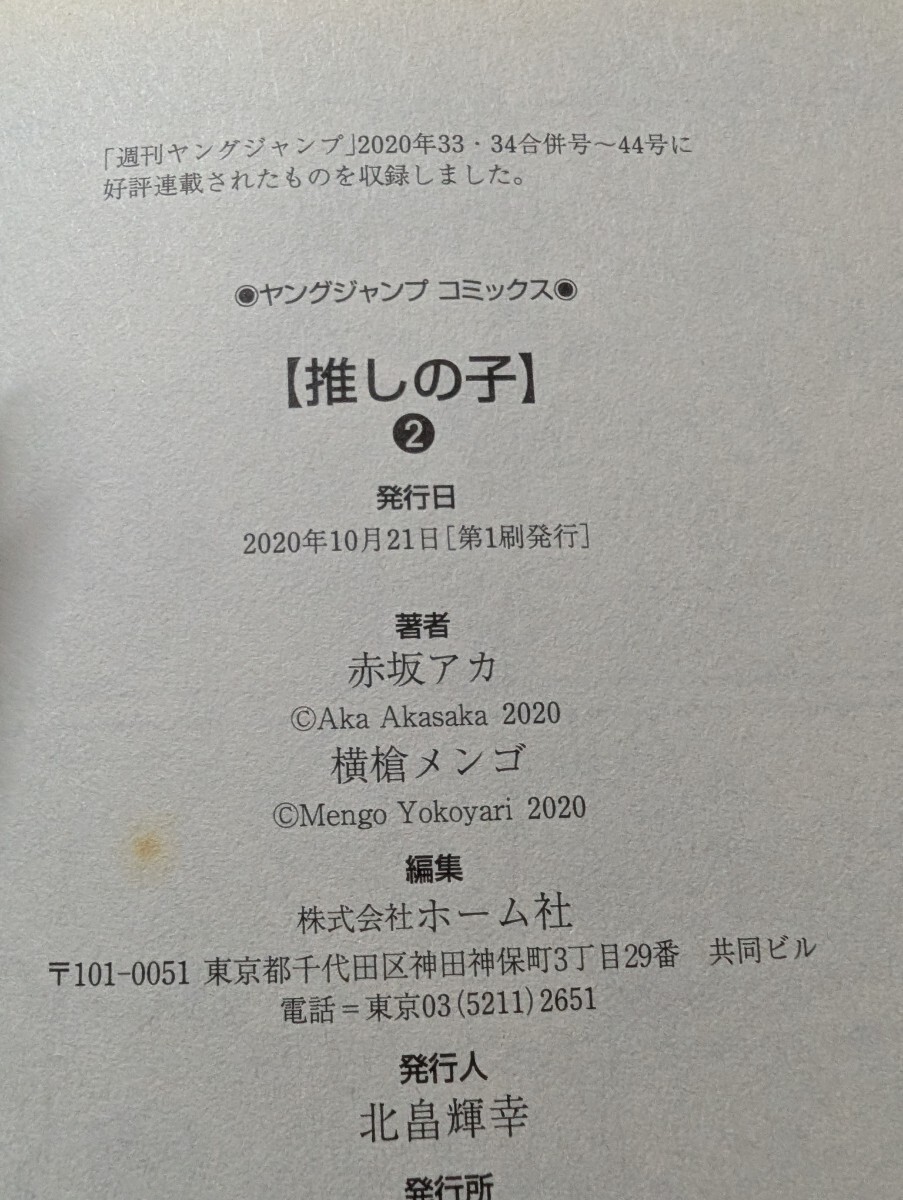 「週刊ヤングジャンプ」2020年33・34合併号〜44号に
好評連載されたものを収録しました。
◉ヤングジャンプ コミックス◉
【推しの子】
❷
発行日
2020年10月21日[第1刷発行]
著者
赤坂アカ
©Aka Akasaka 2020
横槍メンゴ
©Mengo Yokoyari 2020
編集
株式会社ホーム社
〒101-0051 東京都千代田区神田神保町3丁目29番 共同ビル
電話＝東京03(5211)2651
発行人
北畠輝幸
発行所